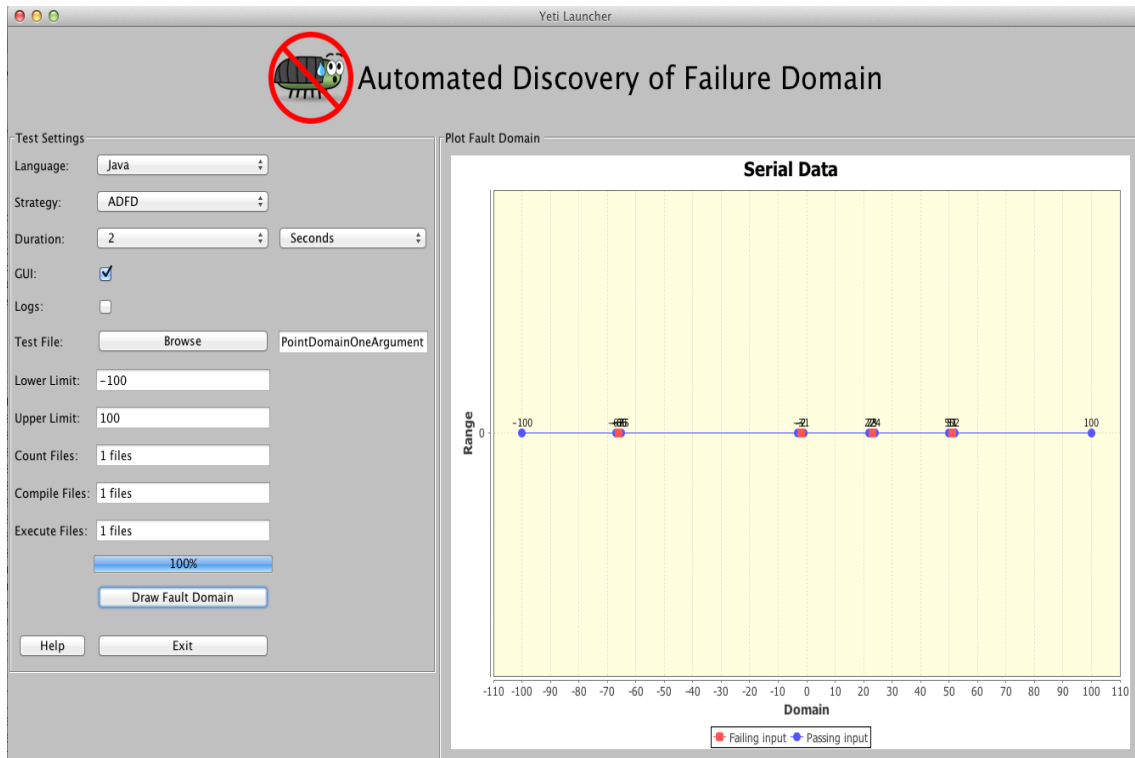 Yeti Launcher
Automated Discovery of Failure Domain
Test Settings
Language:
Java
Strategy:
ADFD
Duration:
2
Seconds
GUI:
Logs:
Test File:
Browse
PointDomainOneArgument
Lower Limit:
-100
Upper Limit:
100
Count Files:
1 files
Compile Files:
1 files
Execute Files:
1 files
100%
Draw Fault Domain
Help
Exit
Plot Fault Domain
Serial Data
Range
0
-100
100
-110 -100 -90 -80 -70 -60 -50 -40 -30 -20 -10 0 10 20 30 40 50 60 70 80 90 100 110
Domain
Failing input Passing input